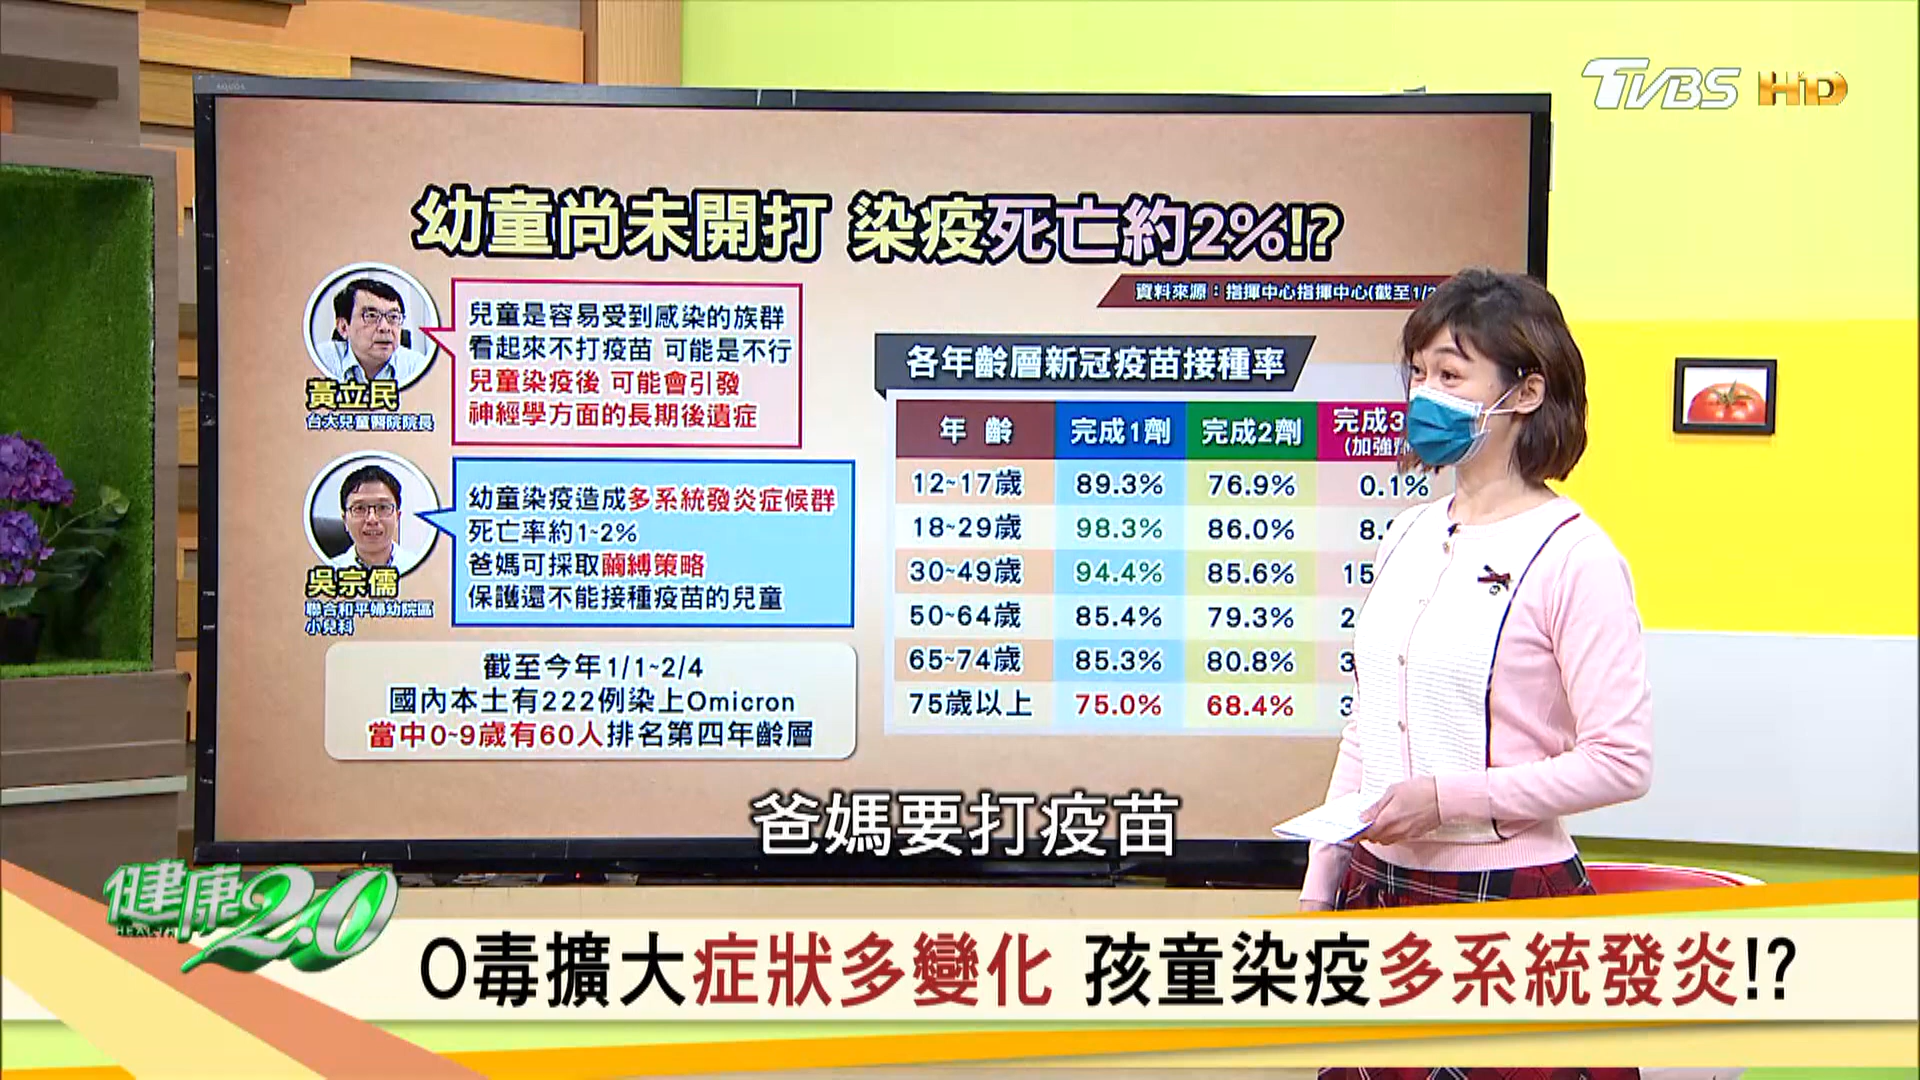 AQUOS
TVBS HD
幼童尚未開打 染疫死亡約2%!?
資料來源：指揮中心指揮中心(截至1/
兒童是容易受到感染的族群
看起來不打疫苗 可能是不行
兒童染疫後 可能會引發
神經學方面的長期後遺症
黃立民
台大兒童醫院院長
幼童染疫造成多系統發炎症候群
死亡率約1~2%
爸媽可採取繭縛策略
保護還不能接種疫苗的兒童
吳宗儒
聯合和平婦幼院區
小兒科
截至今年1/1~2/4
國內本土有222例染上Omicron
當中0~9歲有60人排名第四年齡層
各年齡層新冠疫苗接種率
年 齡 完成1劑 完成2劑 完成3
(加強
12~17歲 89.3% 76.9% 0.1%
18~29歲 98.3% 86.0% 8.
30~49歲 94.4% 85.6% 15
50~64歲 85.4% 79.3% 2
65~74歲 85.3% 80.8% 3
75歲以上 75.0% 68.4% 3
爸媽要打疫苗
健康2.0
HEALTH
O毒擴大症狀多變化 孩童染疫多系統發炎!?